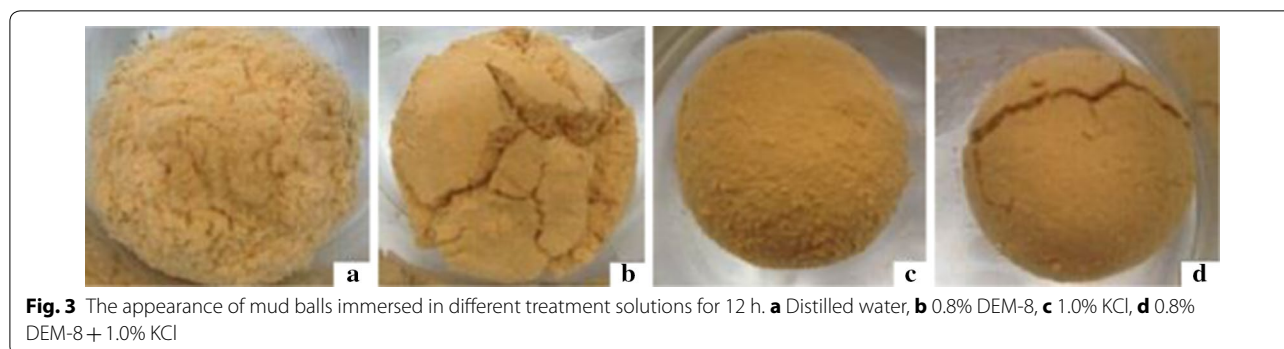 a b c d
Fig. 3 The appearance of mud balls immersed in different treatment solutions for 12 h. a Distilled water, b 0.8% DEM-8, c 1.0% KCl, d 0.8%
DEM-8 + 1.0% KCl